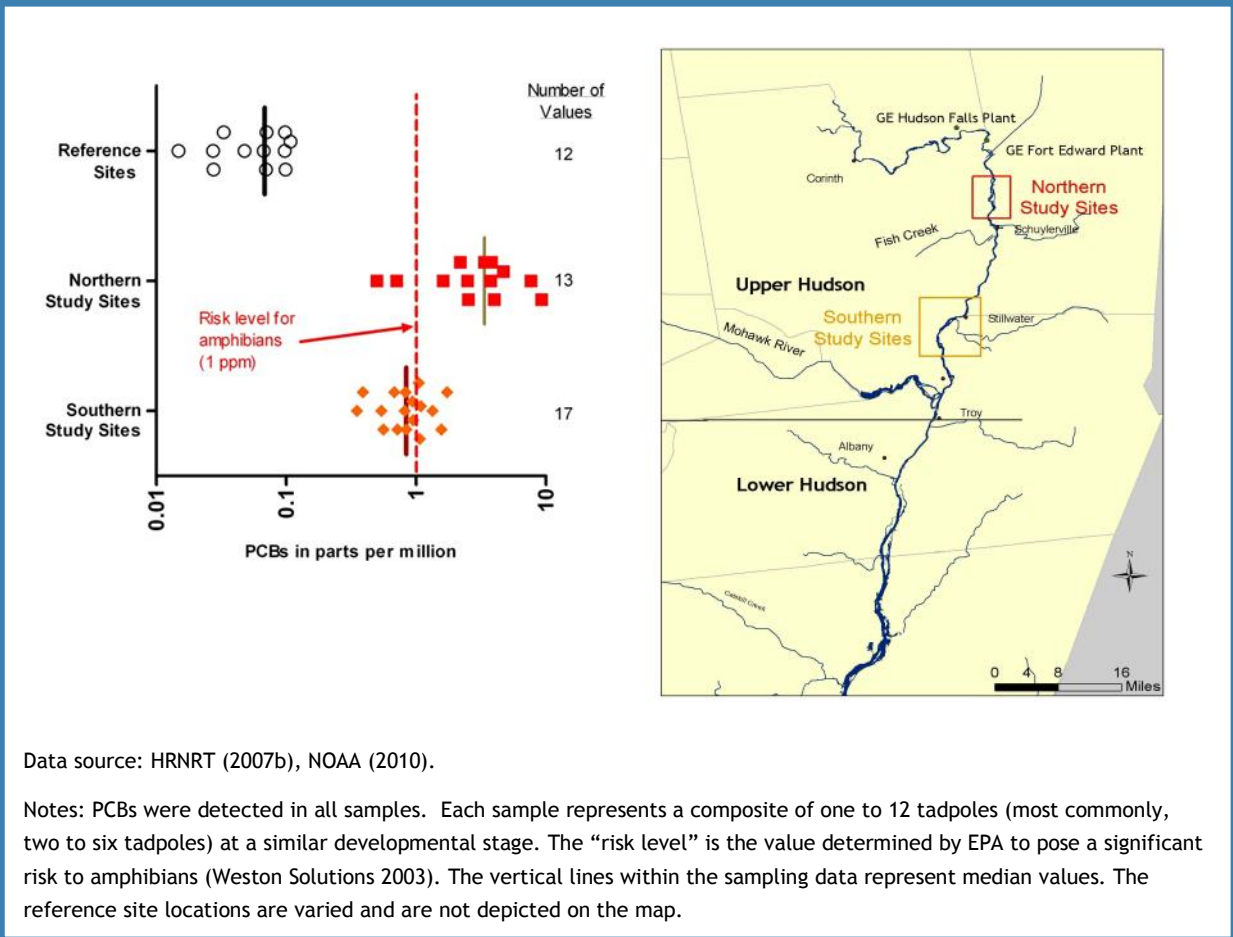 Number of
Values
Reference
Sites
12
Northern
Study Sites
13
Risk level for
amphibians
(1 ppm)
Southern
Study Sites
17
0.01
0.1
1
10
PCBs in parts per million
GE Hudson Falls Plant
GE Fort Edward Plant
Corinth
Northern
Study Sites
Schuylerville
Fish Creek
Upper Hudson
Southern
Study Sites
Stillwater
Mohawk River
Troy
Albany
Lower Hudson
Catskill Creek
N
0 4 8 16
Miles
Data source: HRNRT (2007b), NOAA (2010).
Notes: PCBs were detected in all samples. Each sample represents a composite of one to 12 tadpoles (most commonly,
two to six tadpoles) at a similar developmental stage. The “risk level” is the value determined by EPA to pose a significant
risk to amphibians (Weston Solutions 2003). The vertical lines within the sampling data represent median values. The
reference site locations are varied and are not depicted on the map.